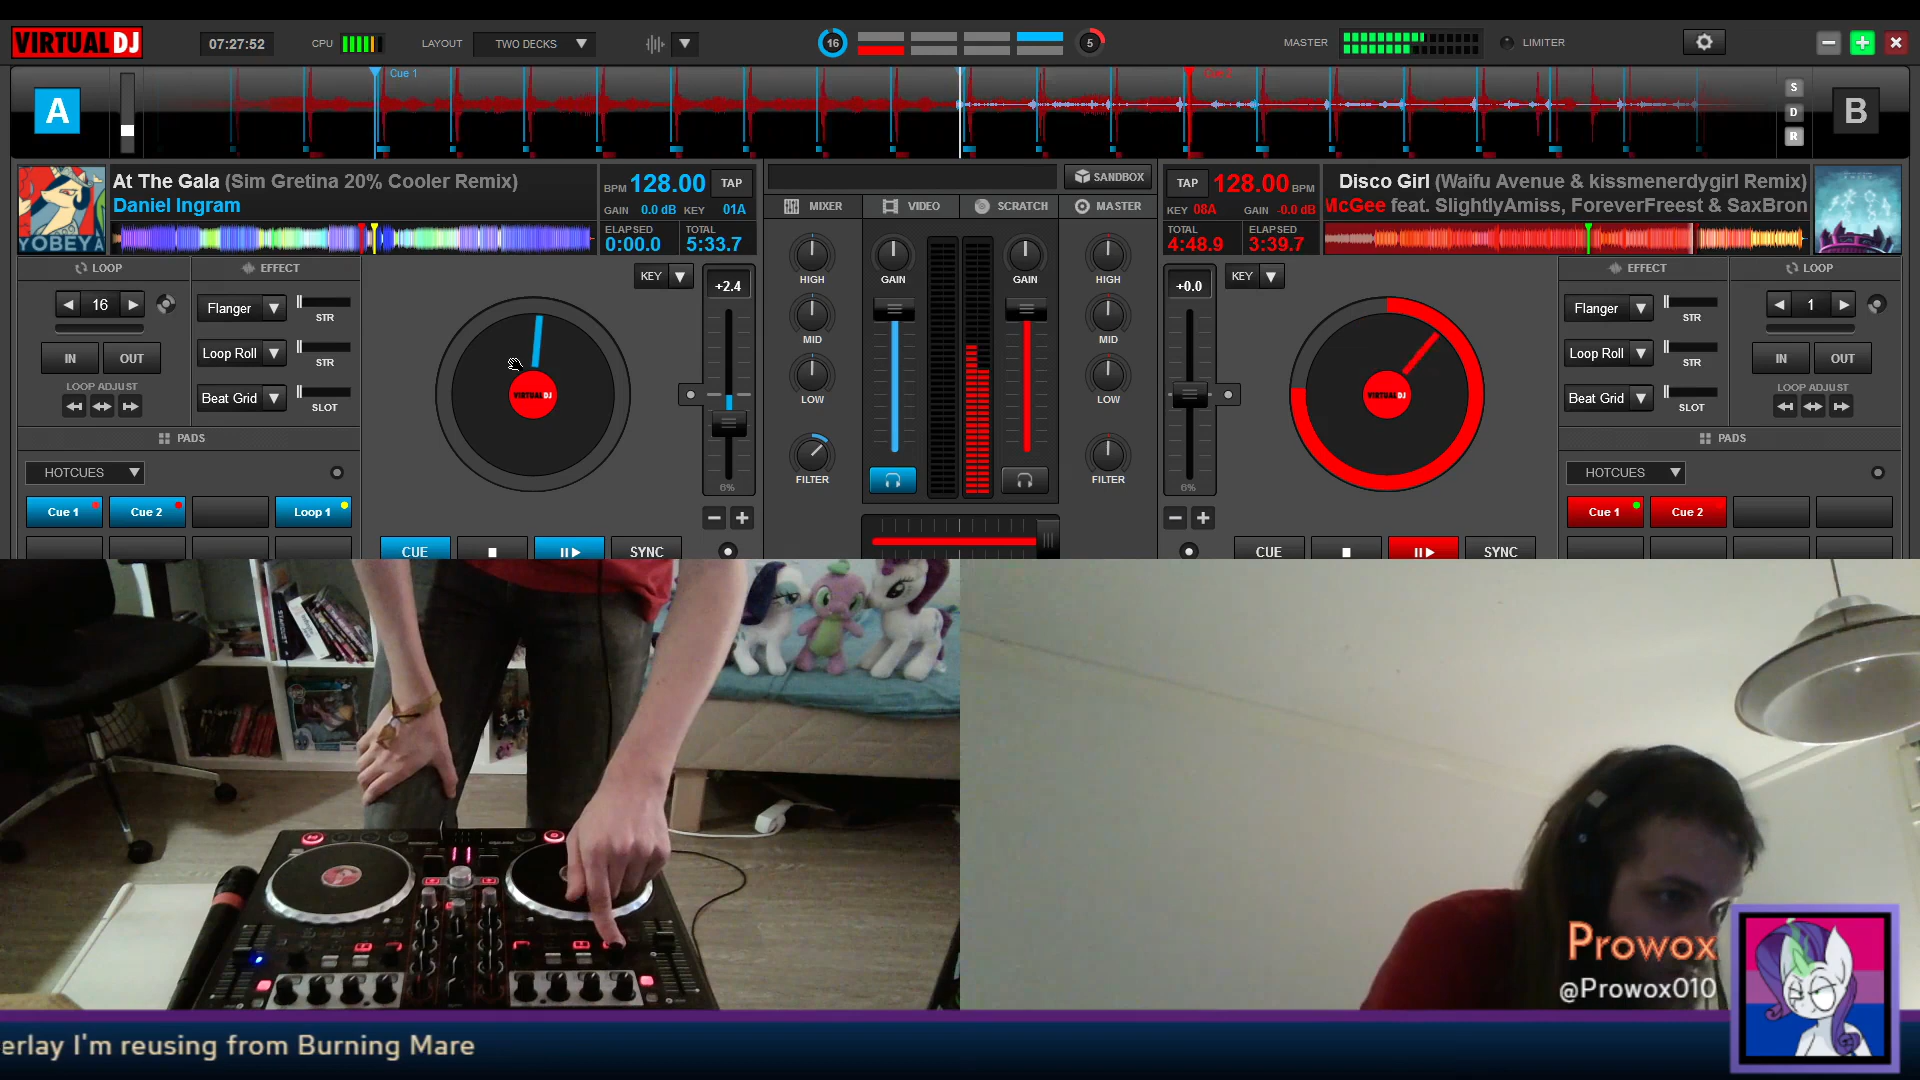 VIRTUAL DJ
07:27:52
CPU
LAYOUT
TWO DECKS
16
5
MASTER
LIMITER
Cue 1
Cue 2
A
S
D
R
B
At The Gala (Sim Gretina 20% Cooler Remix)
Daniel Ingram
YOBEYA
BPM 128.00 TAP
GAIN 0.0 dB KEY 01A
ELAPSED 0:00.0
TOTAL 5:33.7
SANDBOX
MIXER
VIDEO
SCRATCH
MASTER
TAP 128.00 BPM
KEY 08A GAIN -0.0 dB
TOTAL 4:48.9
ELAPSED 3:39.7
Disco Girl (Waifu Avenue & kissmenerdygirl Remix)
McGee feat. SlightlyAmiss, ForeverFreest & SaxBron
LOOP
EFFECT
16
Flanger
STR
Loop Roll
STR
IN
OUT
LOOP ADJUST
Beat Grid
SLOT
PADS
HOTCUES
Cue 1
Cue 2
Loop 1
KEY
+2.4
VIRTUAL DJ
6%
CUE
SYNC
HIGH
MID
LOW
FILTER
GAIN
GAIN
HIGH
MID
LOW
FILTER
+0.0
KEY
VIRTUAL DJ
6%
CUE
SYNC
EFFECT
LOOP
Flanger
STR
1
Loop Roll
STR
IN
OUT
LOOP ADJUST
Beat Grid
SLOT
PADS
HOTCUES
Cue 1
Cue 2
Prowox
@Prowox010
erlay I'm reusing from Burning Mare